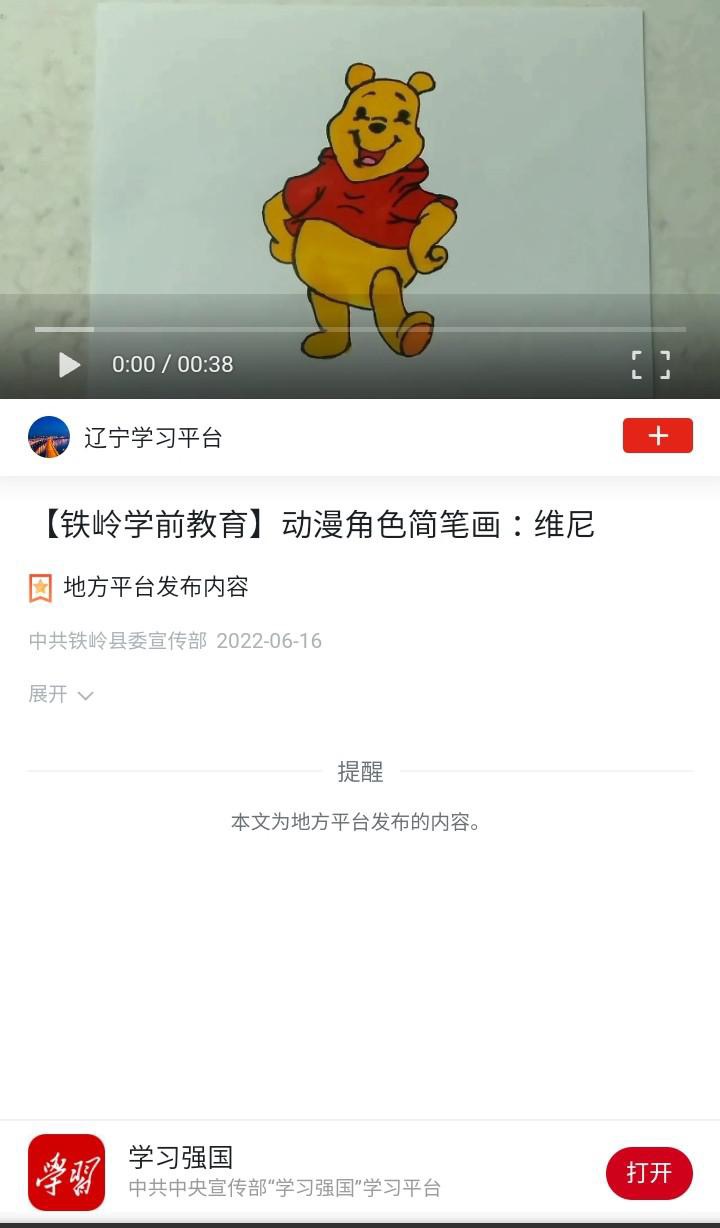 0:00 / 00:38
辽宁学习平台
【铁岭学前教育】动漫角色简笔画：维尼
地方平台发布内容
中共铁岭县委宣传部 2022-06-16
展开
提醒
本文为地方平台发布的内容。
學習
学习强国
中共中央宣传部“学习强国”学习平台
打开